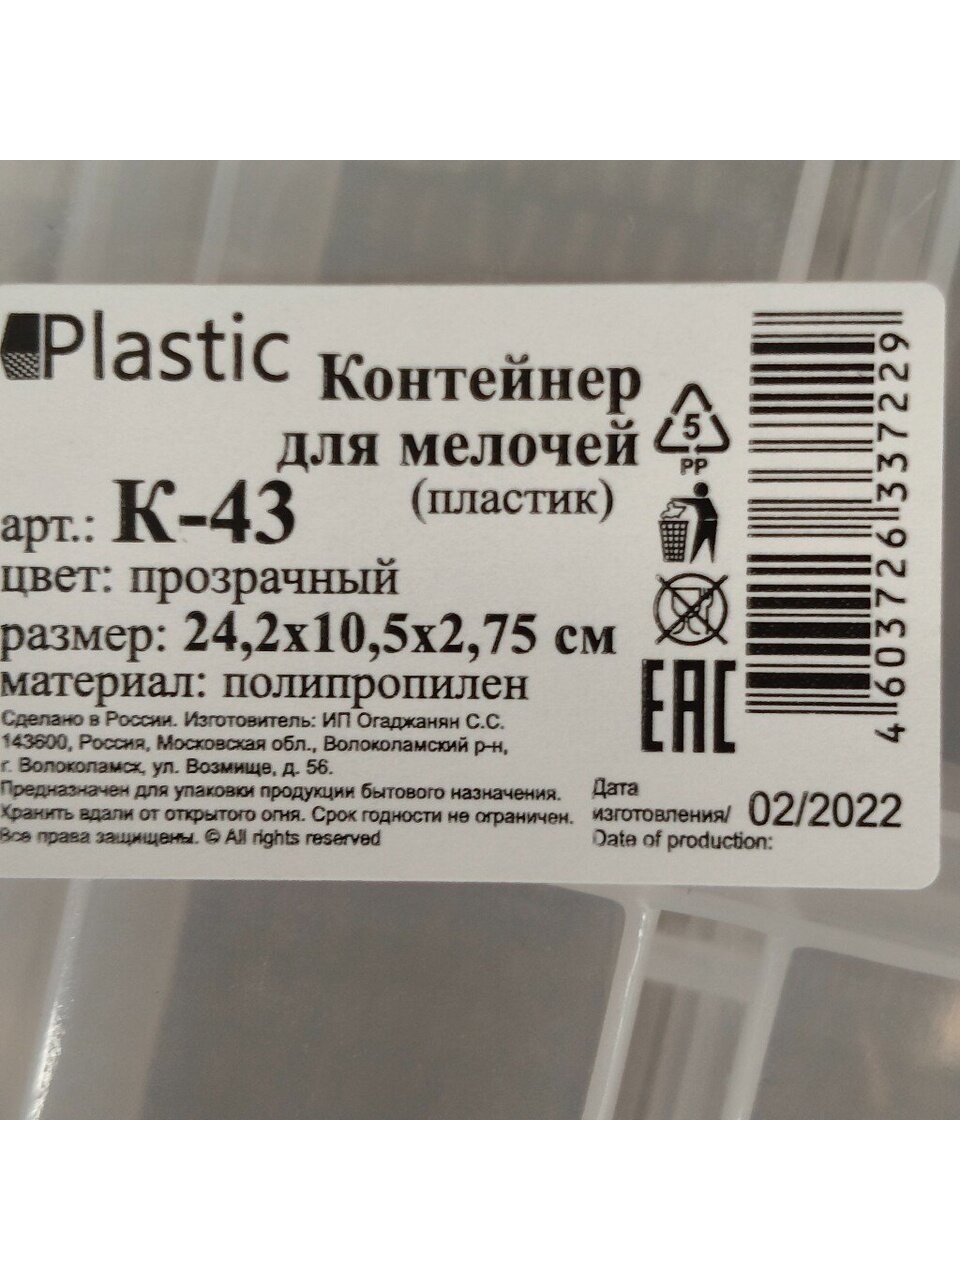 Plastic
Контейнер
для мелочей
(пластик)
арт.: К-43
цвет: прозрачный
размер: 24,2х10,5х2,75 см
материал: полипропилен
Сделано в России. Изготовитель: ИП Огаджанян С.С.
143600, Россия, Московская обл., Волоколамский р-н,
г. Волоколамск, ул. Возмище, д. 56.
Предназначен для упаковки продукции бытового назначения.
Хранить вдали от открытого огня. Срок годности не ограничен.
Все права защищены. © All rights reserved
5
PP
EAC
Дата
изготовления/
Date of production:
02/2022
4603726337229